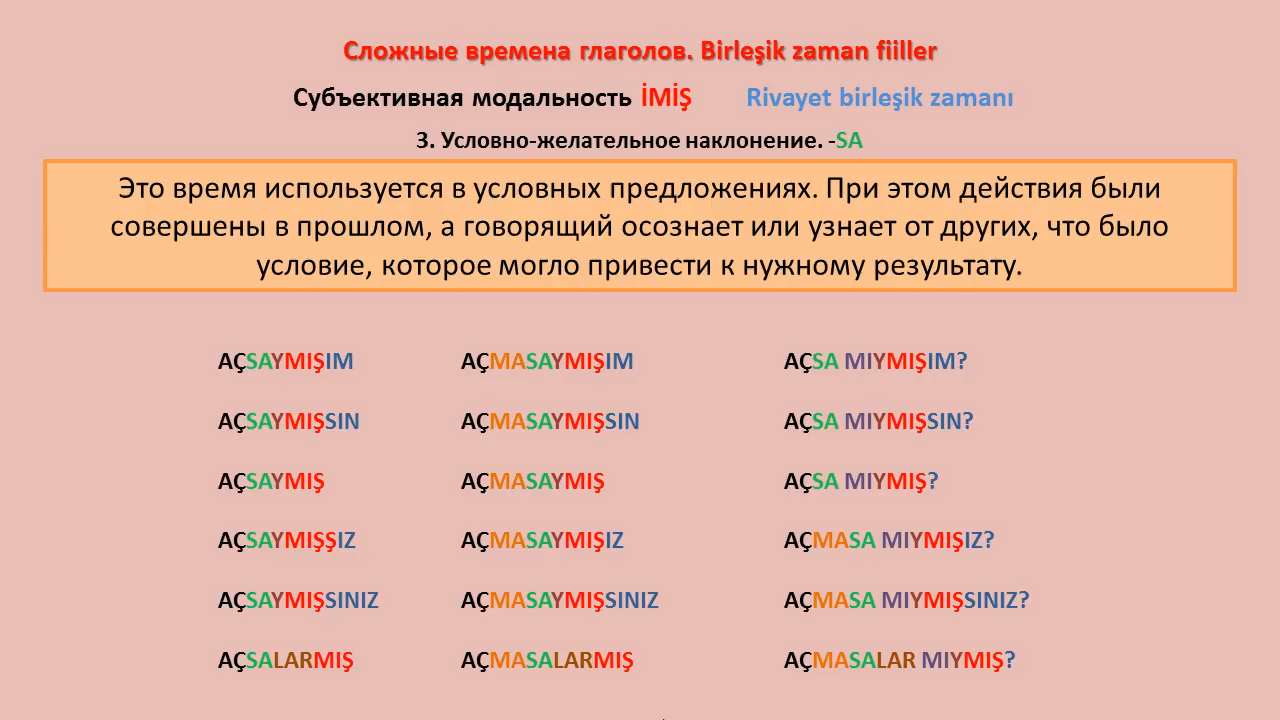 Сложные времена глаголов. Birleşik zaman fiiller
Субъективная модальность İMİŞ Rivayet birleşik zamanı
3. Условно-желательное наклонение. -SA
Это время используется в условных предложениях. При этом действия были
совершены в прошлом, а говорящий осознает или узнает от других, что было
условие, которое могло привести к нужному результату.
AÇSAYMIŞIM AÇMASAYMIŞIM AÇSA MIYMIŞIM?
AÇSAYMIŞSIN AÇMASAYMIŞSIN AÇSA MIYMIŞSIN?
AÇSAYMIŞ AÇMASAYMIŞ AÇSA MIYMIŞ?
AÇSAYMIŞŞIZ AÇMASAYMIŞIZ AÇMASA MIYMIŞIZ?
AÇSAYMIŞSINIZ AÇMASAYMIŞSINIZ AÇMASA MIYMIŞSINIZ?
AÇSALARMIŞ AÇMASALARMIŞ AÇMASALAR MIYMIŞ?